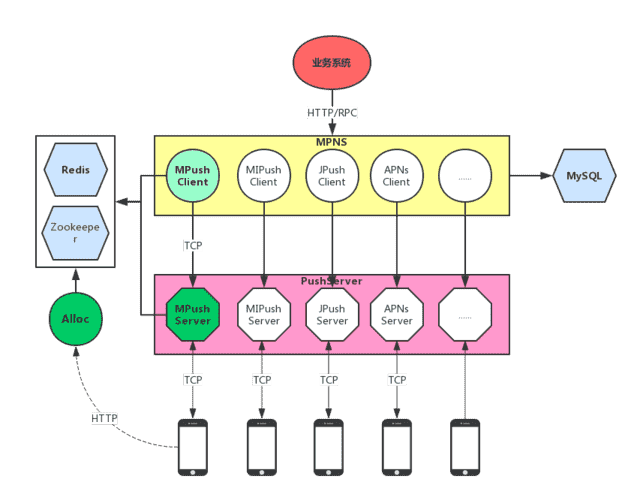 业务系统
HTTP/RPC
MPNS
Redis
MPush
Client
MIPush
Client
JPush
Client
APNs
Client
......
MySQL
Zookeepe
r
TCP
PushServer
Alloc
MPush
Server
MIPush
Server
JPush
Server
APNs
Server
......
TCP
TCP
TCP
TCP
HTTP